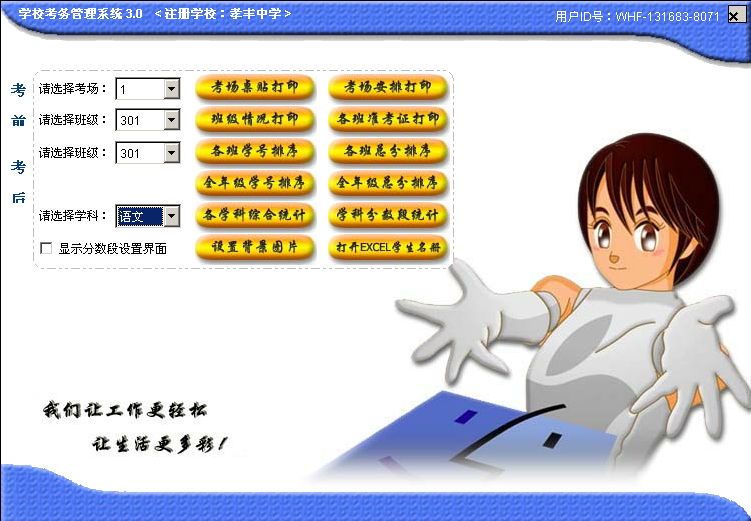 学校考务管理系统 3.0 <注册学校：孝丰中学>
用户ID号：WHF-131683-8071
考前
考后
请选择考场： 1 考场桌贴打印 考场安排打印
请选择班级： 301 班级情况打印 各班准考证打印
请选择班级： 301 各班学号排序 各班总分排序
全年级学号排序 全年级总分排序
请选择学科： 语文 各学科综合统计 学科分数段统计
显示分数段设置界面 设置背景图片 打开EXCEL学生名册
我们让工作更轻松
让生活更多彩！